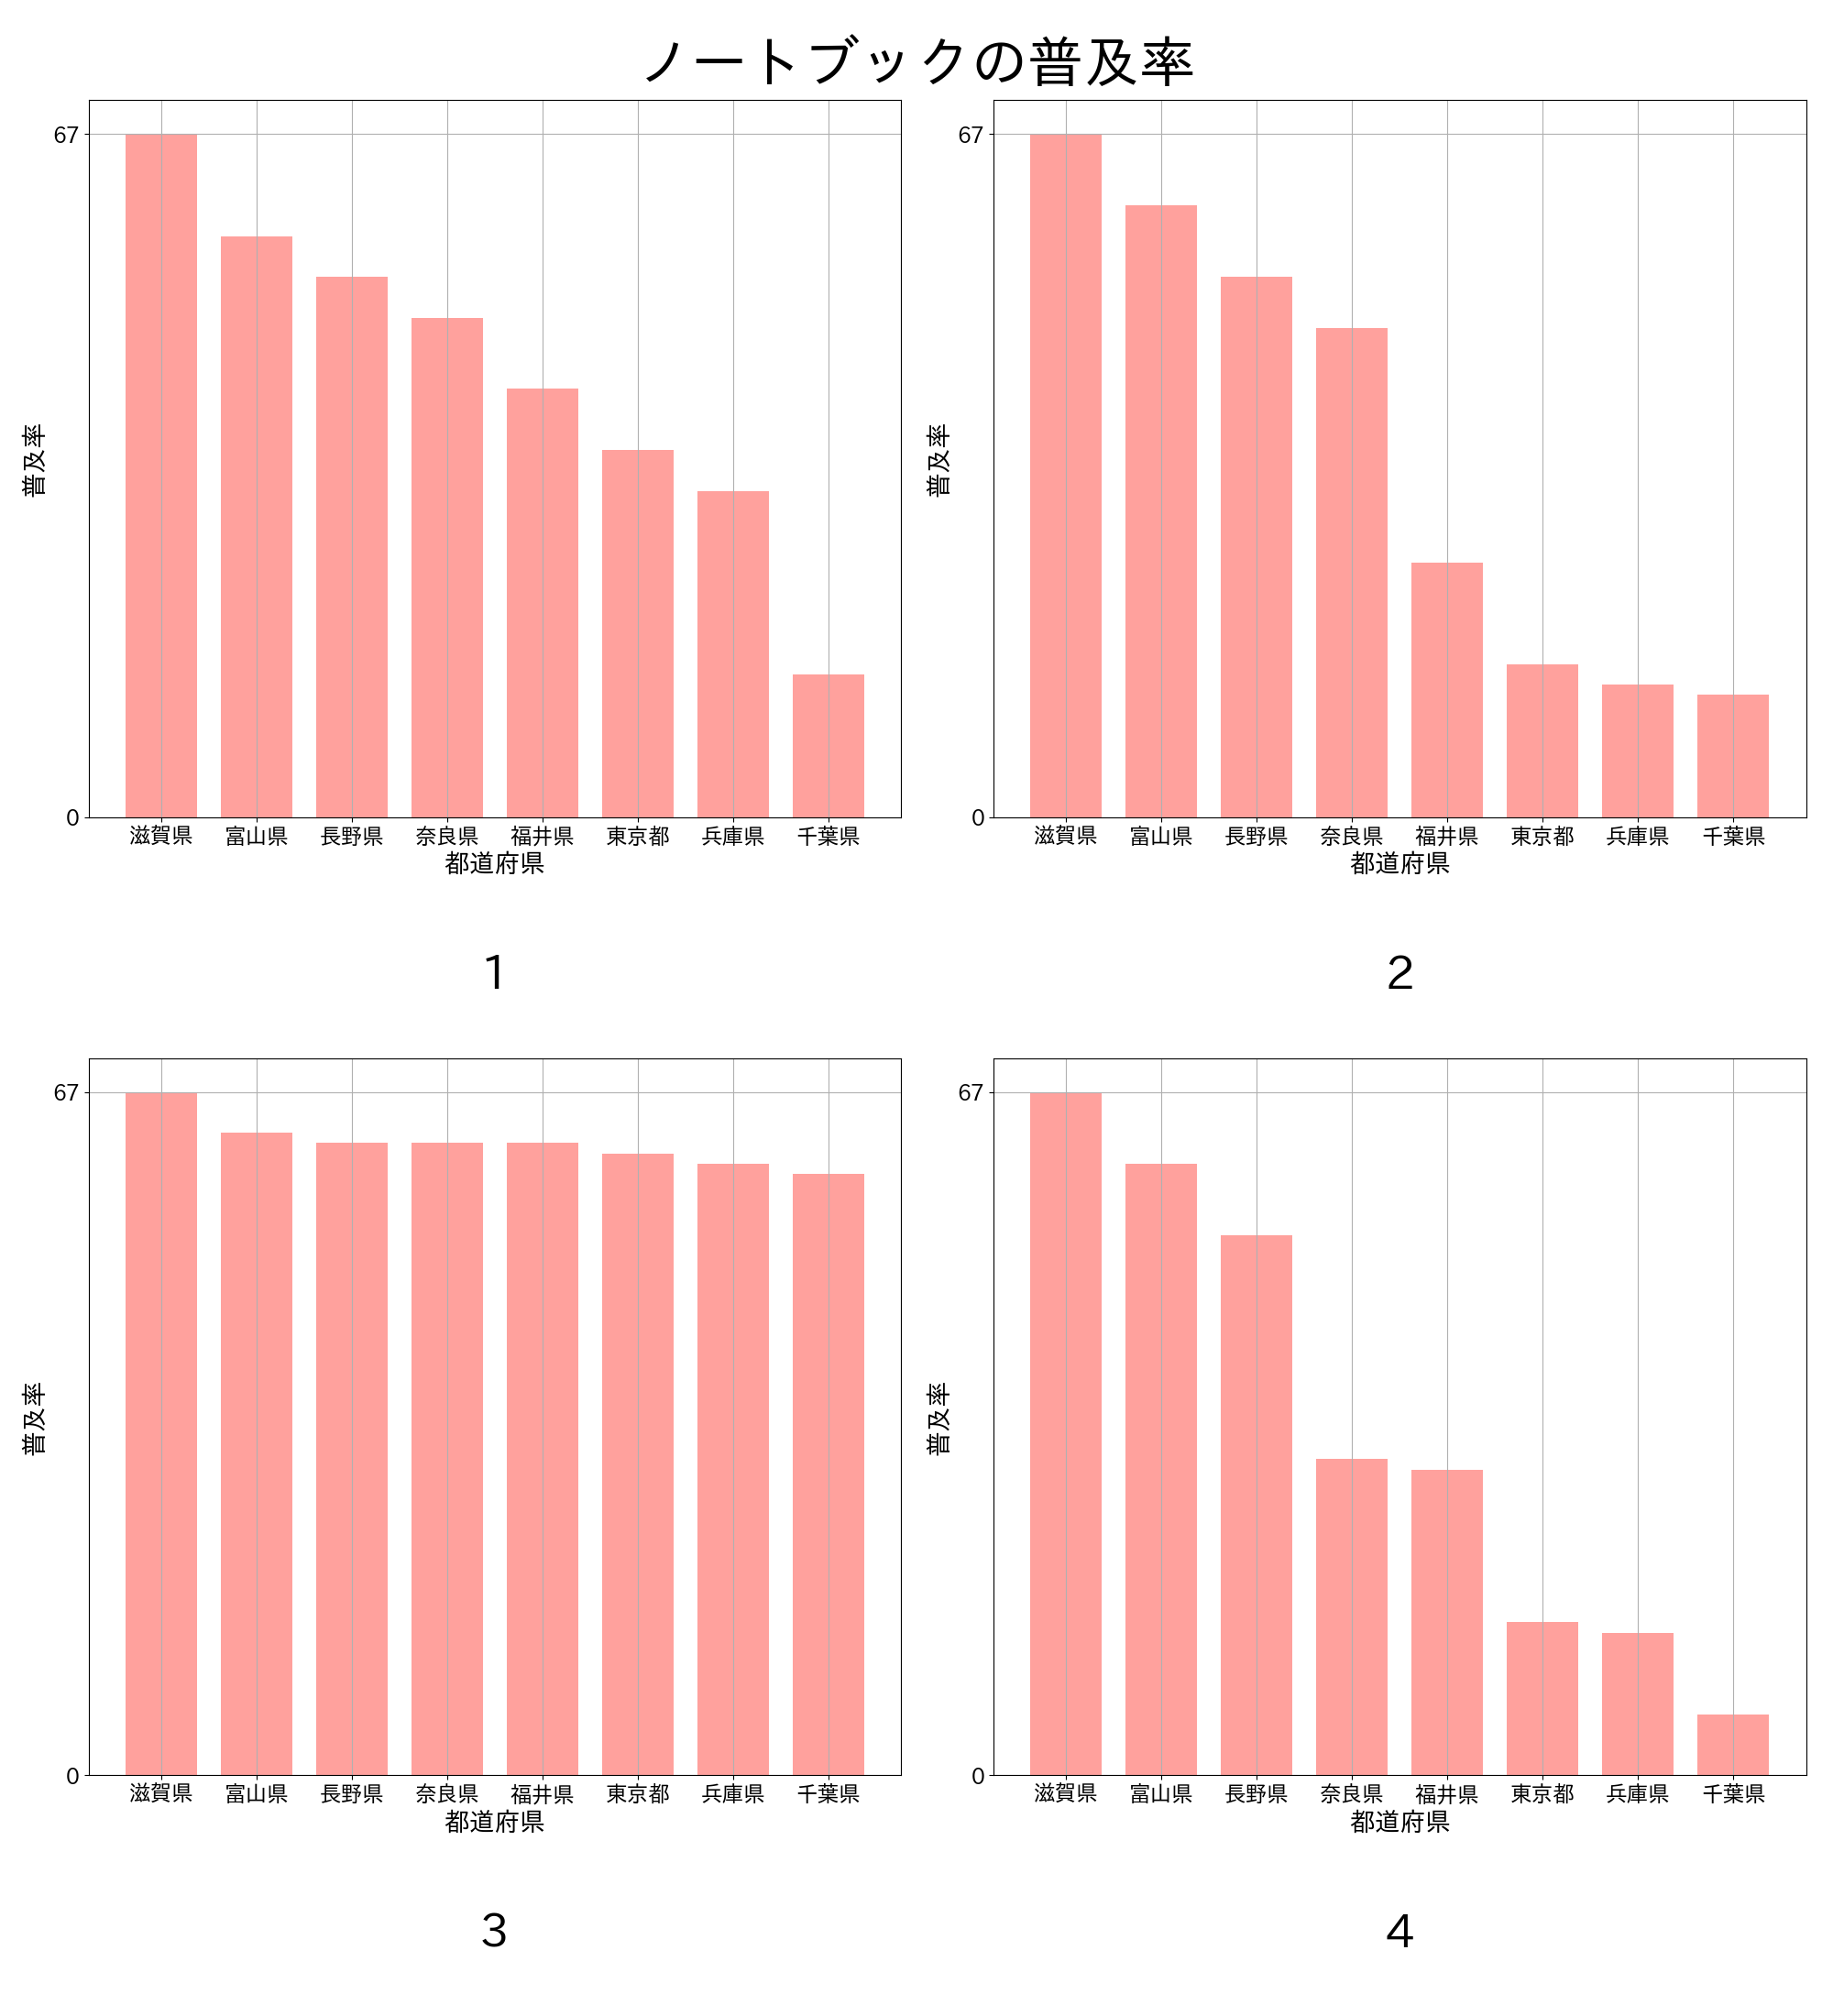 ノートブックの普及率
67
0
普及率
滋賀県 富山県 長野県 奈良県 福井県 東京都 兵庫県 千葉県
都道府県
1
67
0
普及率
滋賀県 富山県 長野県 奈良県 福井県 東京都 兵庫県 千葉県
都道府県
2
67
0
普及率
滋賀県 富山県 長野県 奈良県 福井県 東京都 兵庫県 千葉県
都道府県
3
67
0
普及率
滋賀県 富山県 長野県 奈良県 福井県 東京都 兵庫県 千葉県
都道府県
4